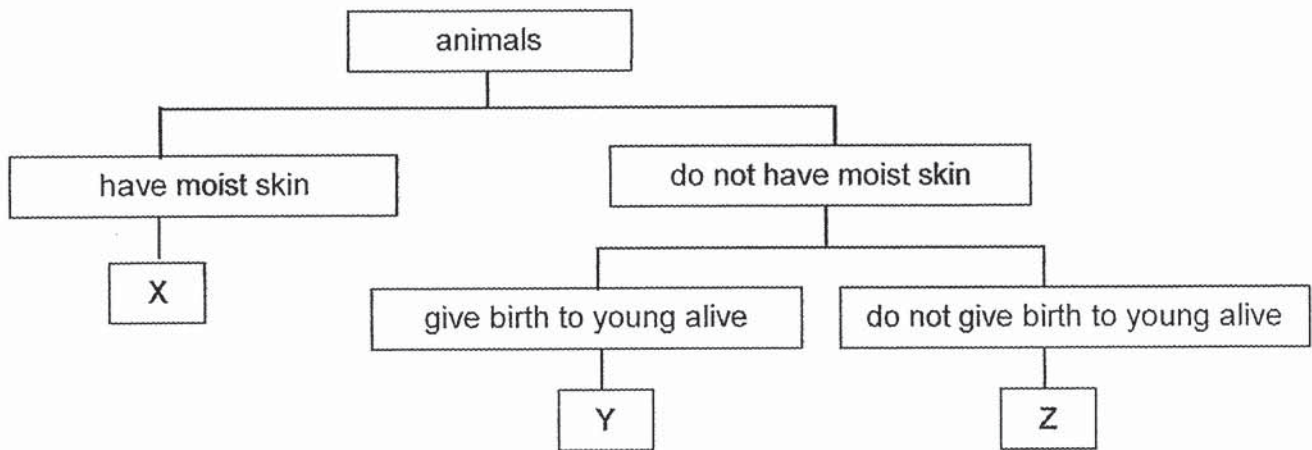 animals
have moist skin
do not have moist skin
X
give birth to young alive
do not give birth to young alive
Y
Z